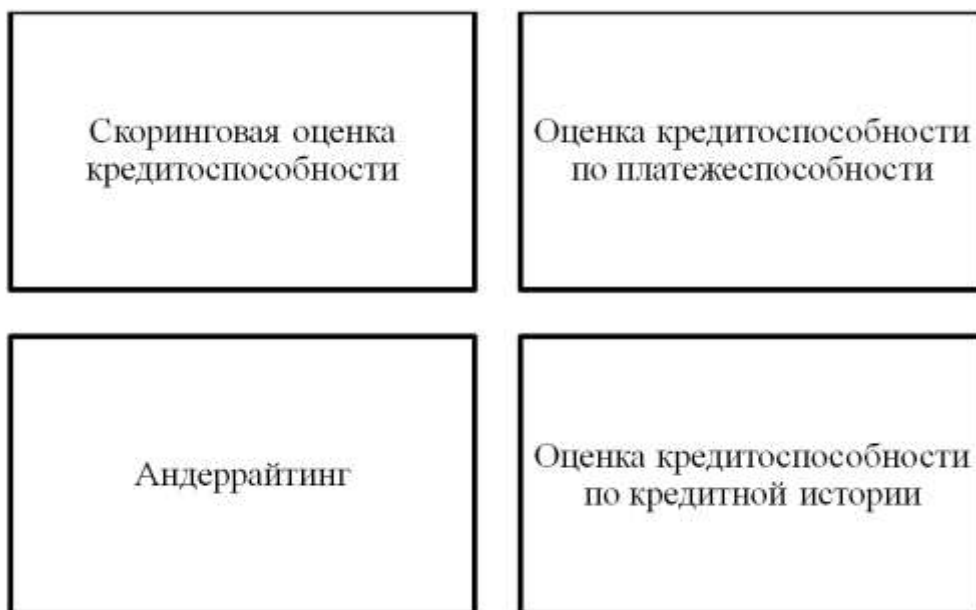 Скоринговая оценка
кредитоспособности
Оценка кредитоспособности
по платежеспособности
Андеррайтинг
Оценка кредитоспособности
по кредитной истории